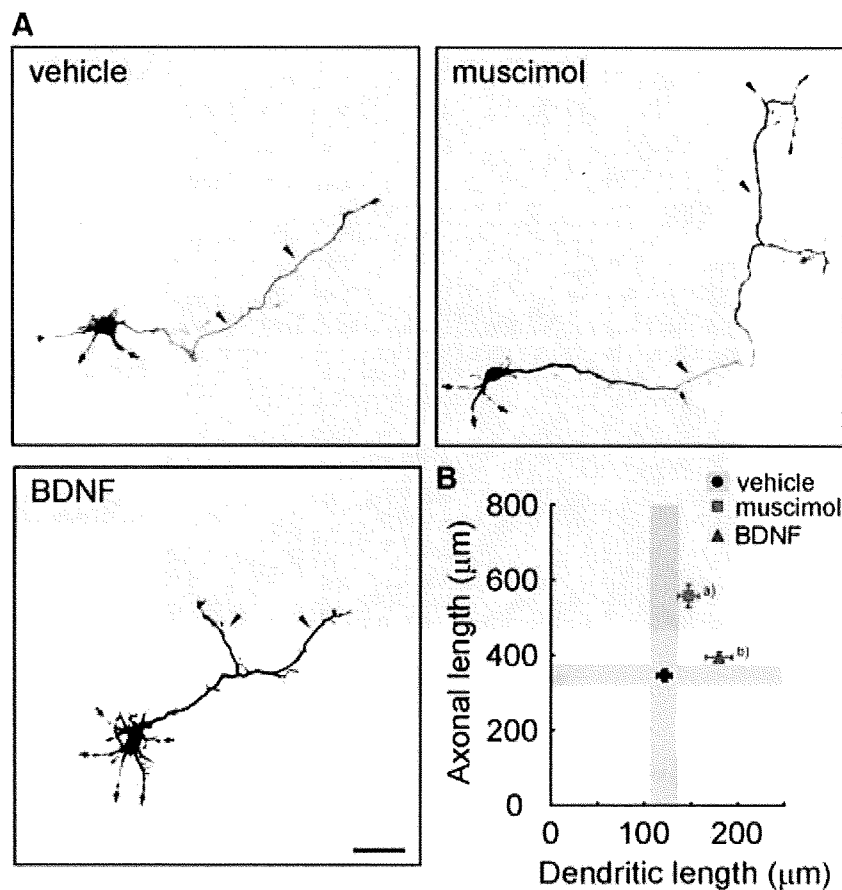 A
vehicle
muscimol
BDNF
B
vehicle
muscimol
BDNF
800
600
400
200
0
a)
b)
Axonal length (μm)
0
100
200
Dendritic length (μm)